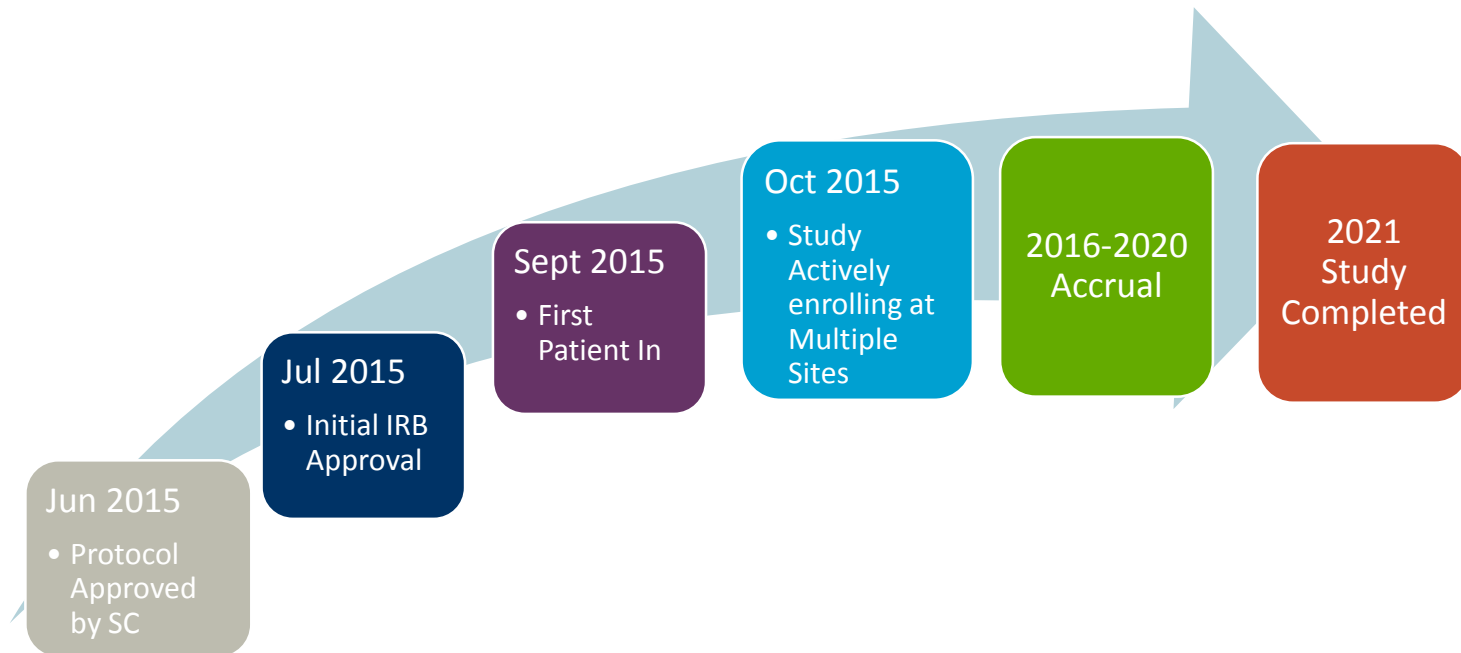 Jun 2015
• Protocol
Approved
by SC
Jul 2015
• Initial IRB
Approval
Sept 2015
• First
Patient In
Oct 2015
• Study
Actively
enrolling at
Multiple
Sites
2016-2020
Accrual
2021
Study
Completed